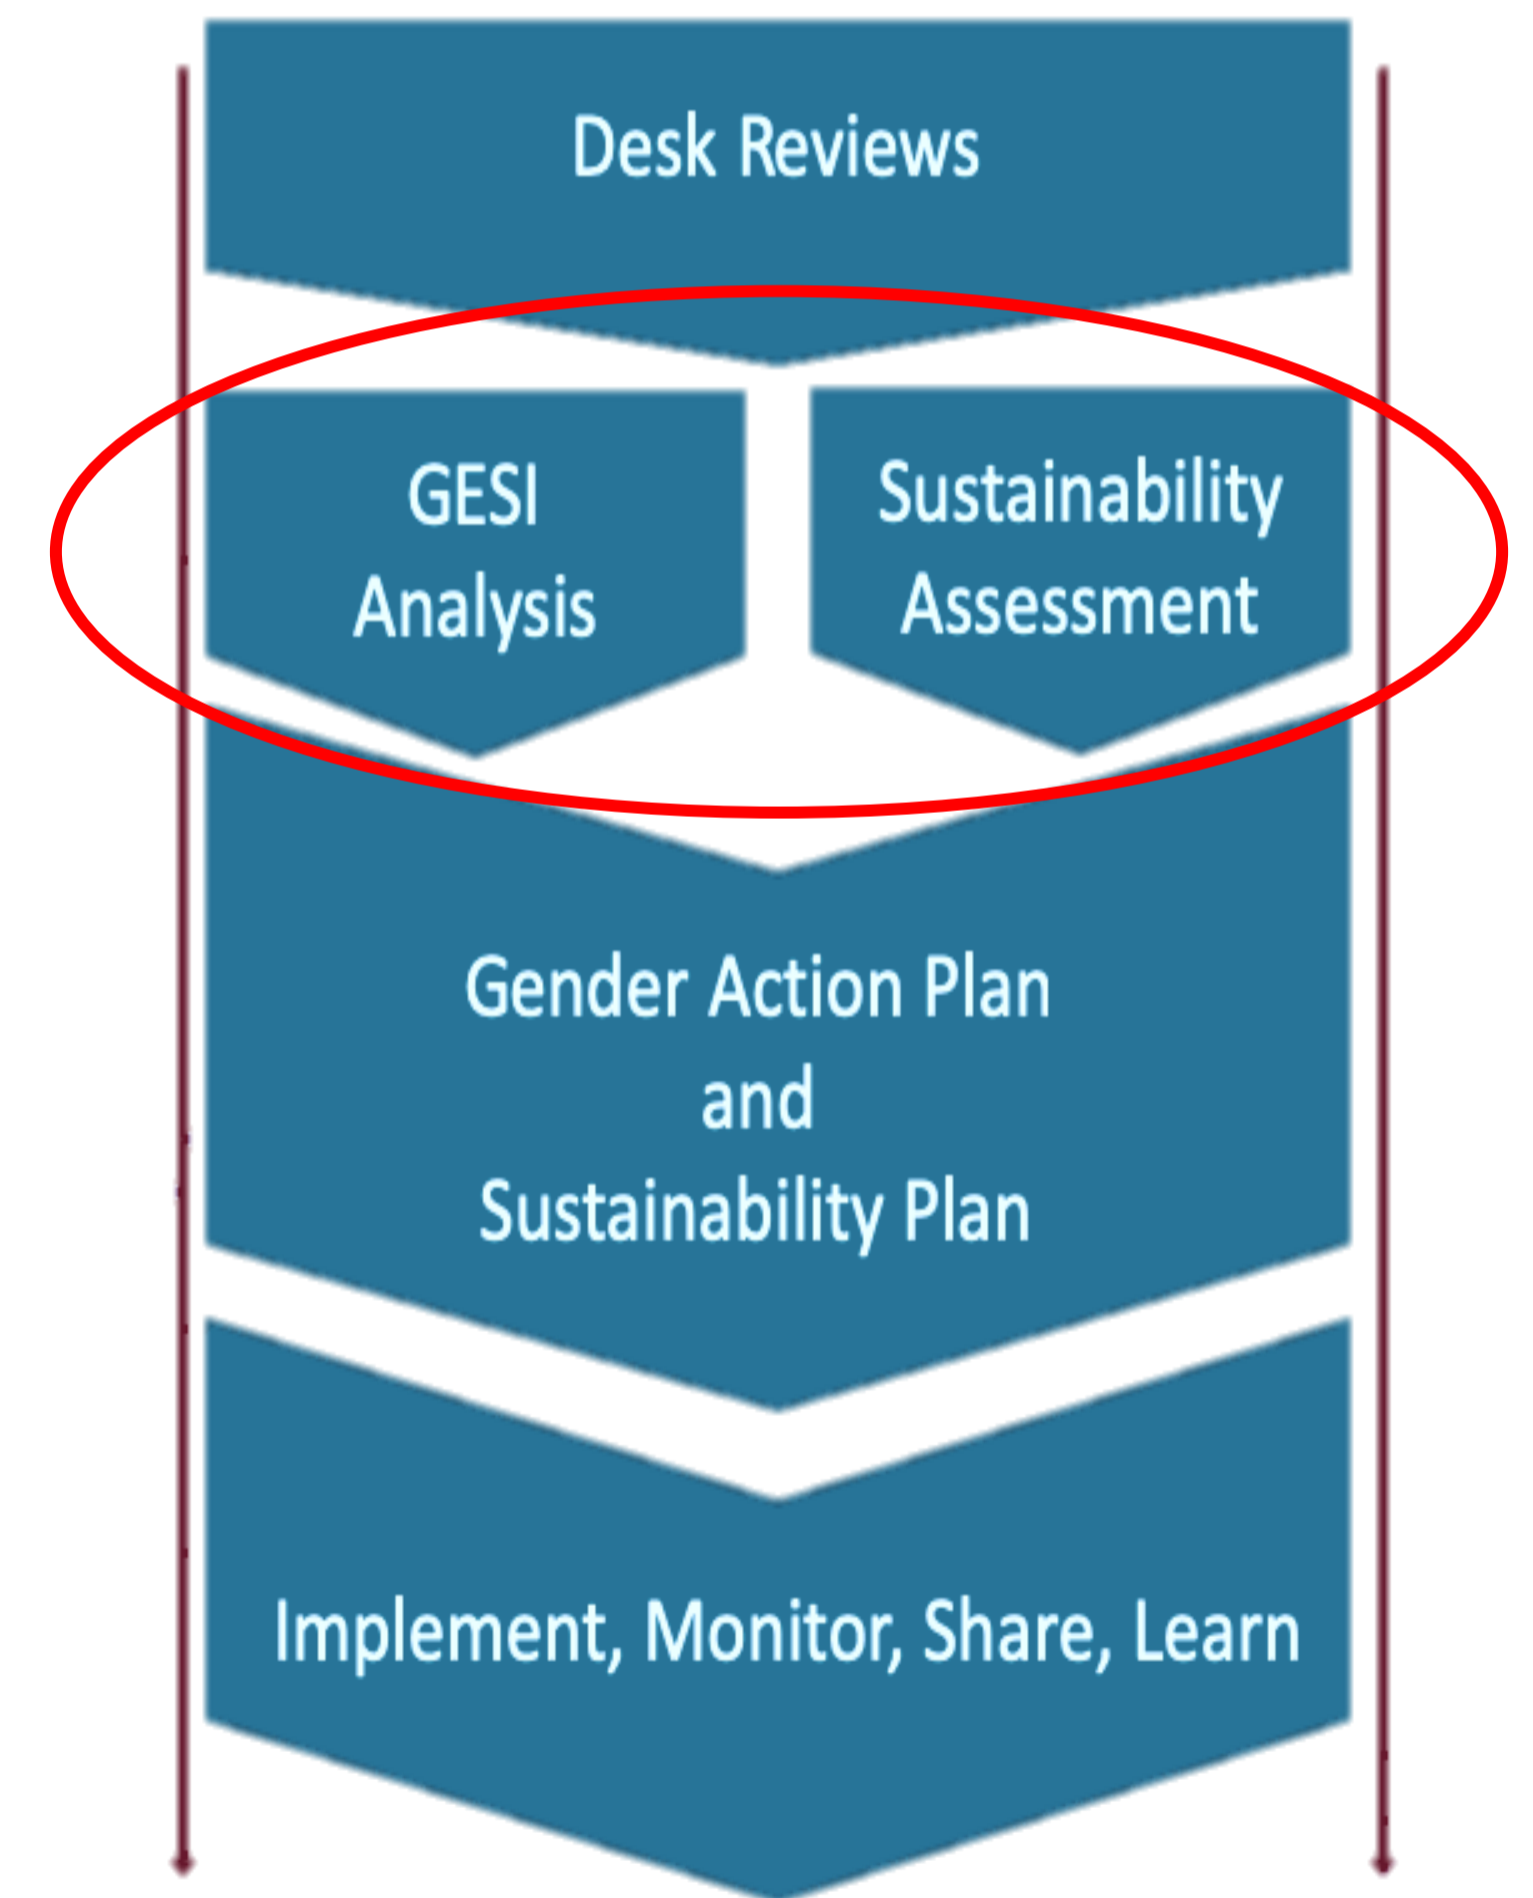 Desk Reviews
GESI
Analysis
Sustainability
Assessment
Gender Action Plan
and
Sustainability Plan
Implement, Monitor, Share, Learn